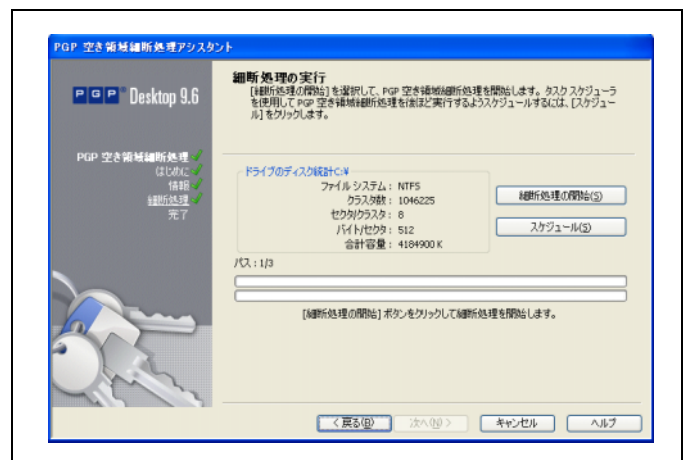 PGP 空き領域細断処理アシスタント
PGP Desktop 9.6
PGP 空き領域細断処理
はじめに
情報
細断処理
完了
細断処理の実行
[細断処理の開始] を選択して、PGP 空き領域細断処理を開始します。タスク スケジューラ
を使用して PGP 空き領域細断処理を後ほど実行するようスケジュールするには、[スケジュー
ル] をクリックします。
ドライブのディスク統計C:¥
ファイル システム： NTFS
クラスタ数： 1046225
セクタ/クラスタ： 8
バイト/セクタ： 512
合計容量： 4184900 K
細断処理の開始(S)
スケジュール(S)
パス： 1/3
[細断処理の開始] ボタンをクリックして細断処理を開始します。
< 戻る(B)
次へ(N) >
キャンセル
ヘルプ